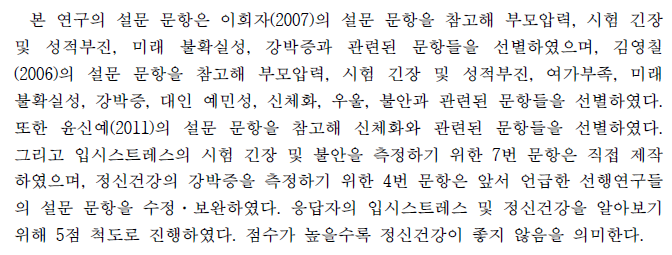 본 연구의 설문 문항은 이희자(2007)의 설문 문항을 참고해 부모압력, 시험 긴장
및 성적부진, 미래 불확실성, 강박증과 관련된 문항들을 선별하였으며, 김영철
(2006)의 설문 문항을 참고해 부모압력, 시험 긴장 및 성적부진, 여가부족, 미래
불확실성, 강박증, 대인 예민성, 신체화, 우울, 불안과 관련된 문항들을 선별하였다.
또한 윤신예(2011)의 설문 문항을 참고해 신체화와 관련된 문항들을 선별하였다.
그리고 입시스트레스의 시험 긴장 및 불안을 측정하기 위한 7번 문항은 직접 제작
하였으며, 정신건강의 강박증을 측정하기 위한 4번 문항은 앞서 언급한 선행연구들
의 설문 문항을 수정·보완하였다. 응답자의 입시스트레스 및 정신건강을 알아보기
위해 5점 척도로 진행하였다. 점수가 높을수록 정신건강이 좋지 않음을 의미한다.